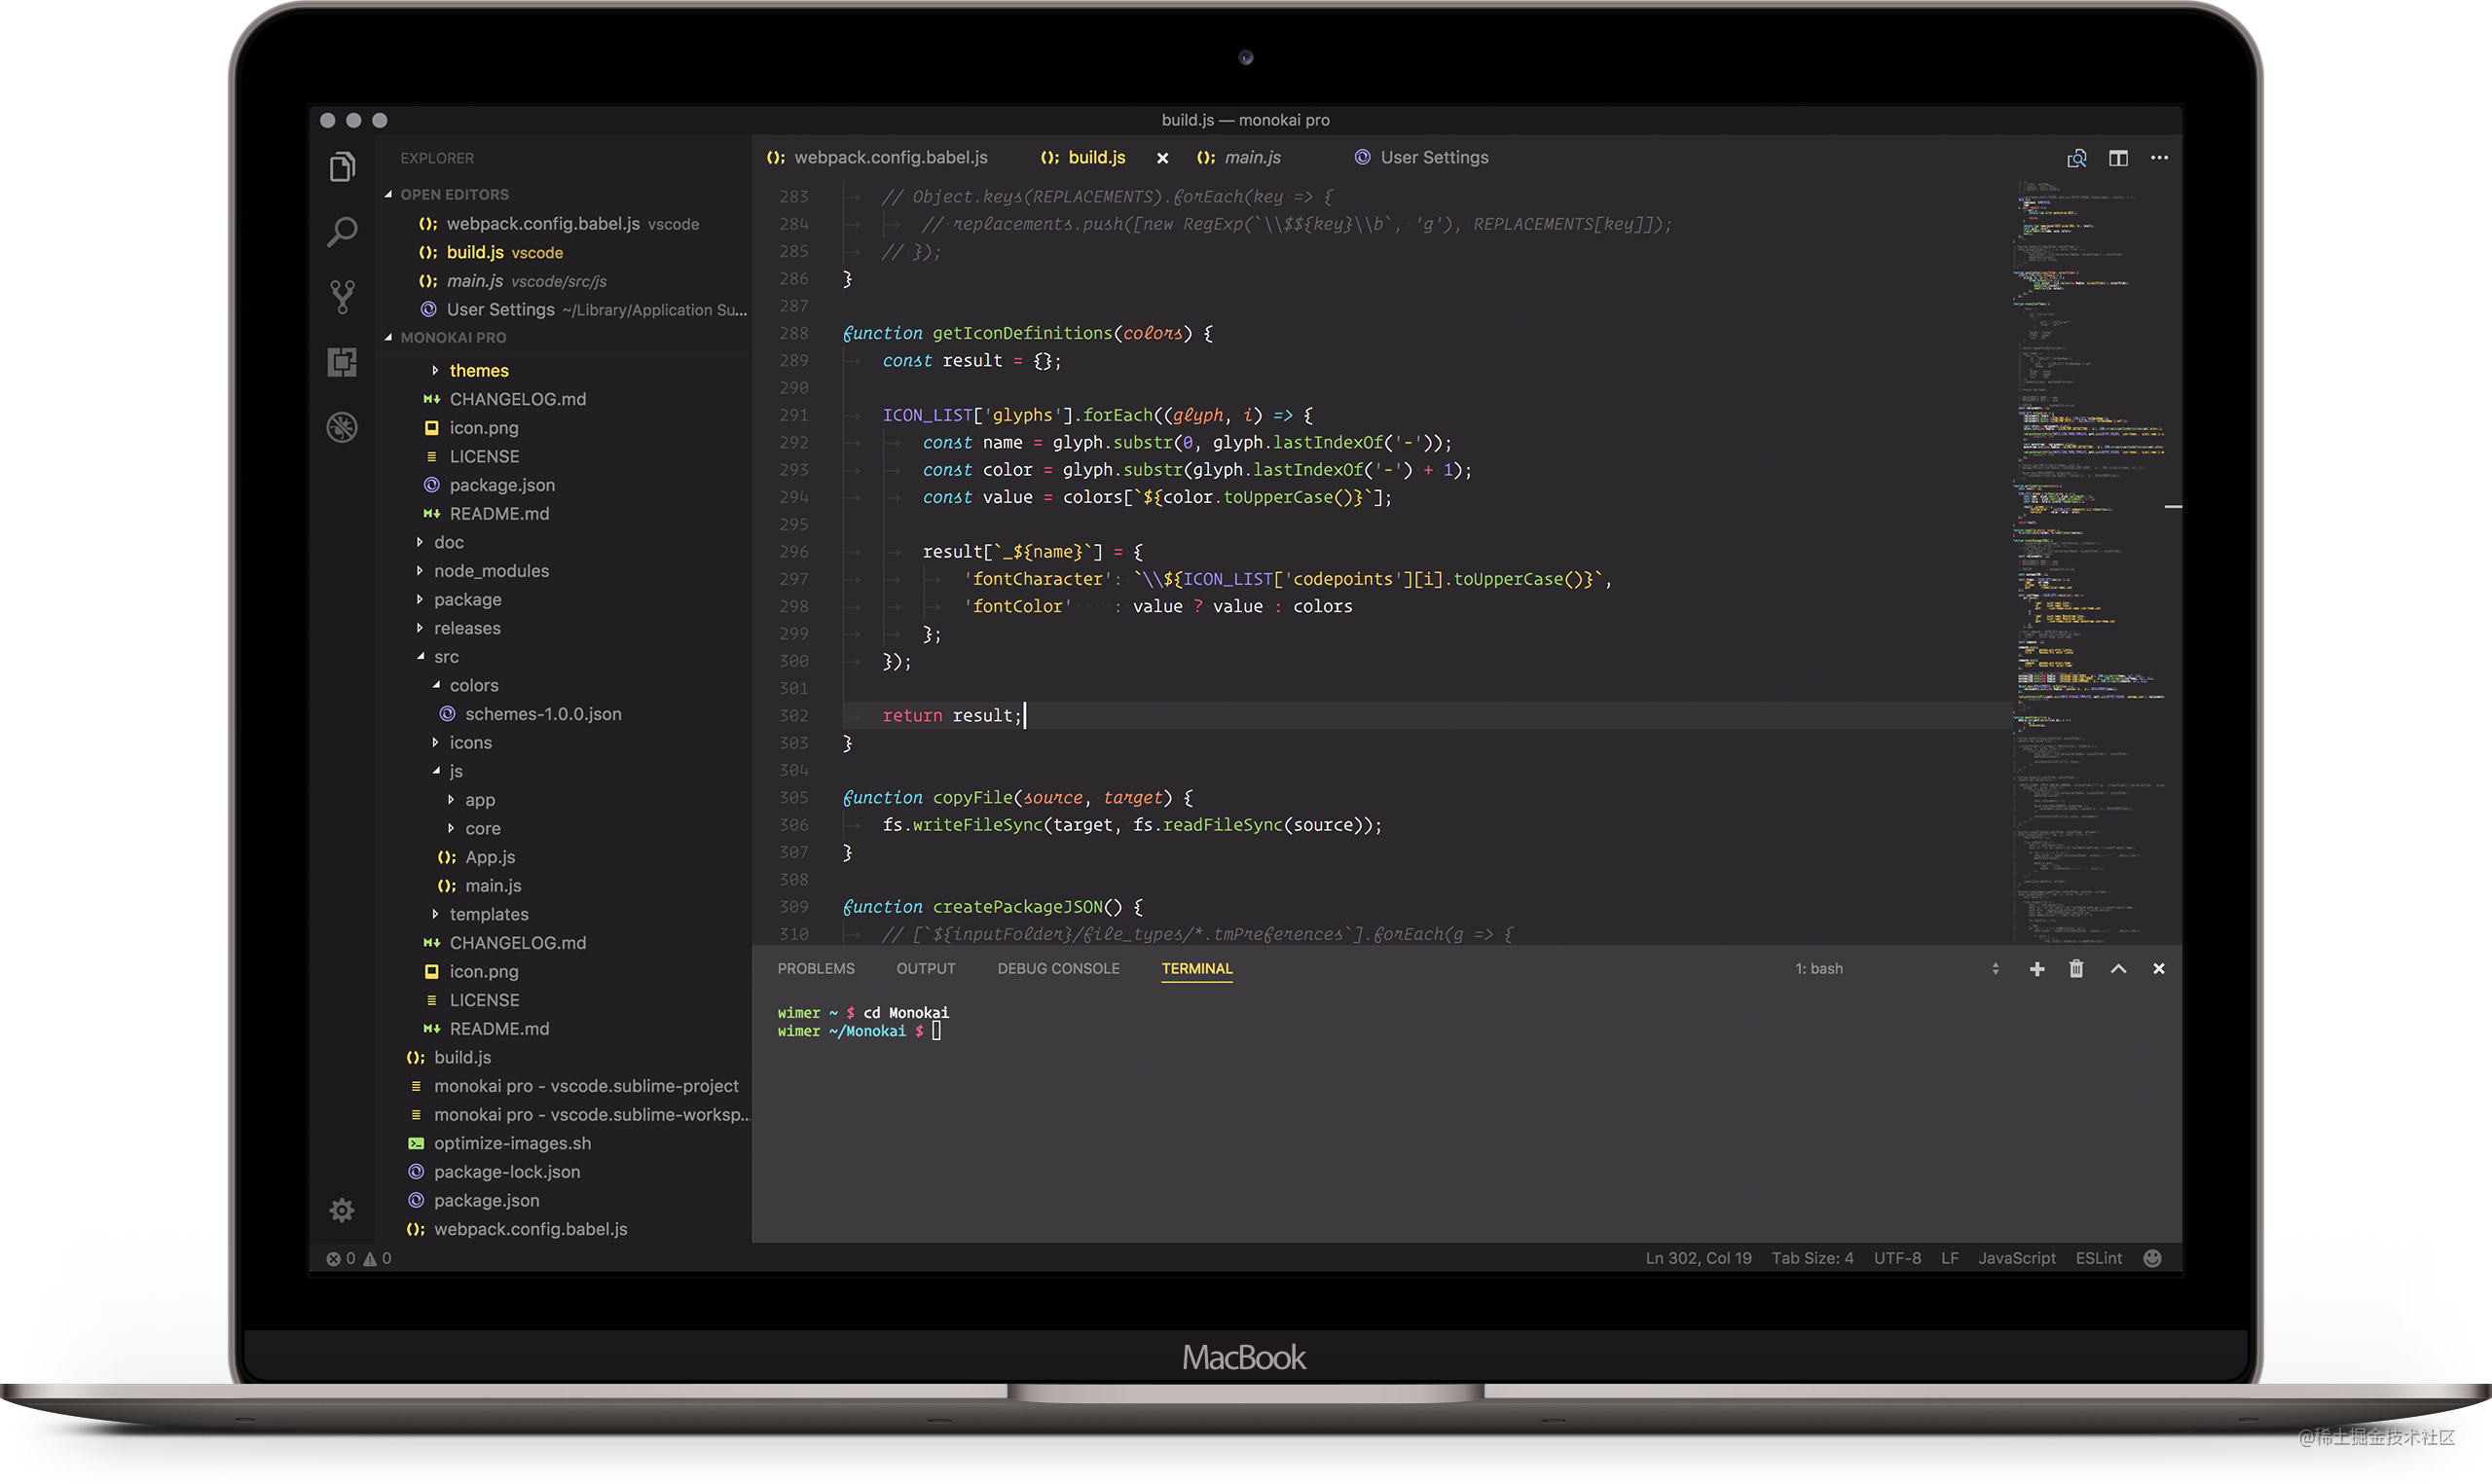 build.js — monokai pro
EXPLORER
OPEN EDITORS
webpack.config.babel.js vscode
build.js vscode
main.js vscode/src/js
User Settings ~/Library/Application Su...
MONOKAI PRO
themes
CHANGELOG.md
icon.png
LICENSE
package.json
README.md
doc
node_modules
package
releases
src
colors
schemes-1.0.0.json
icons
js
app
core
App.js
main.js
templates
CHANGELOG.md
icon.png
LICENSE
README.md
build.js
monokai pro - vscode.sublime-project
monokai pro - vscode.sublime-worksp...
optimize-images.sh
package-lock.json
package.json
webpack.config.babel.js
webpack.config.babel.js build.js main.js User Settings
283 // Object.keys(REPLACEMENTS).forEach(key => {
284 // replacements.push([new RegExp(`\\$${key}\\b`, 'g'), REPLACEMENTS[key]]);
285 // });
286 }
287
288 function getIconDefinitions(colors) {
289 const result = {};
290
291 ICON_LIST['glyphs'].forEach((glyph, i) => {
292 const name = glyph.substr(0, glyph.lastIndexOf('-'));
293 const color = glyph.substr(glyph.lastIndexOf('-') + 1);
294 const value = colors[`${color.toUpperCase()}`];
295
296 result[`_${name}`] = {
297 'fontCharacter': `\\${ICON_LIST['codepoints'][i].toUpperCase()}`,
298 'fontColor' : value ? value : colors
299 };
300 });
301
302 return result;
303 }
304
305 function copyFile(source, target) {
306 fs.writeFileSync(target, fs.readFileSync(source));
307 }
308
309 function createPackageJSON() {
310 // [`${inputFolder}/file_types/*.tmPreferences`].forEach(g => {
PROBLEMS OUTPUT DEBUG CONSOLE TERMINAL 1: bash
wimer ~ $ cd Monokai
wimer ~/Monokai $
0 0 Ln 302, Col 19 Tab Size: 4 UTF-8 LF JavaScript ESLint
MacBook
@稀土掘金技术社区